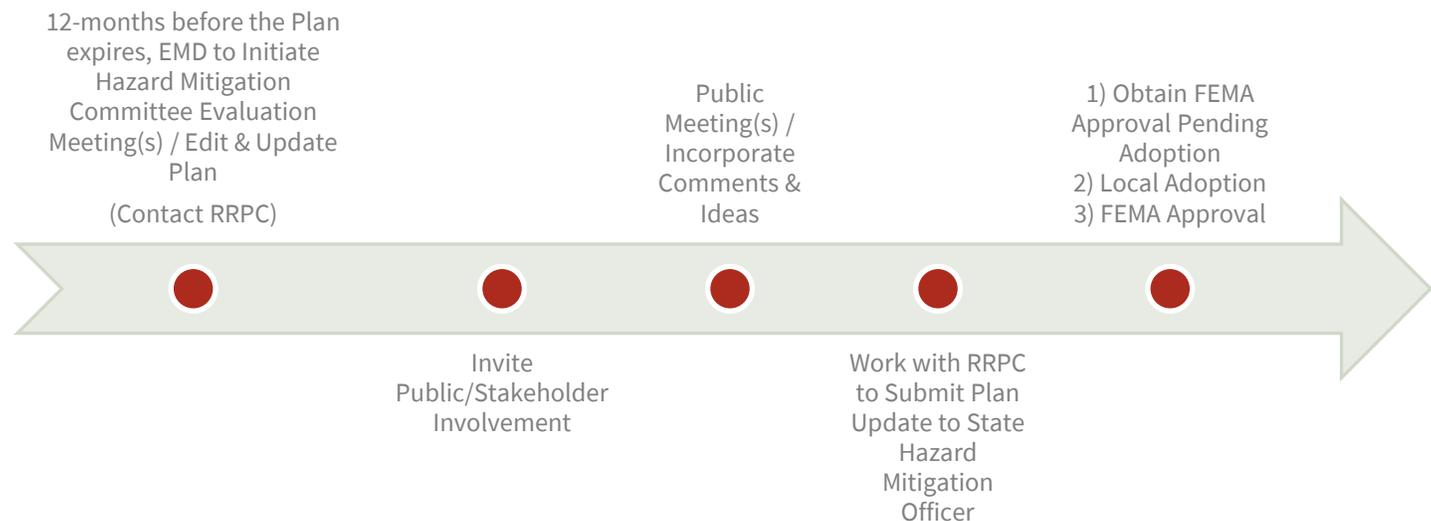 12-months before the Plan
expires, EMD to Initiate
Hazard Mitigation
Committee Evaluation
Meeting(s) / Edit & Update
Plan
(Contact RRPC)
Invite
Public/Stakeholder
Involvement
Public
Meeting(s) /
Incorporate
Comments &
Ideas
Work with RRPC
to Submit Plan
Update to State
Hazard
Mitigation
Officer
1) Obtain FEMA
Approval Pending
Adoption
2) Local Adoption
3) FEMA Approval